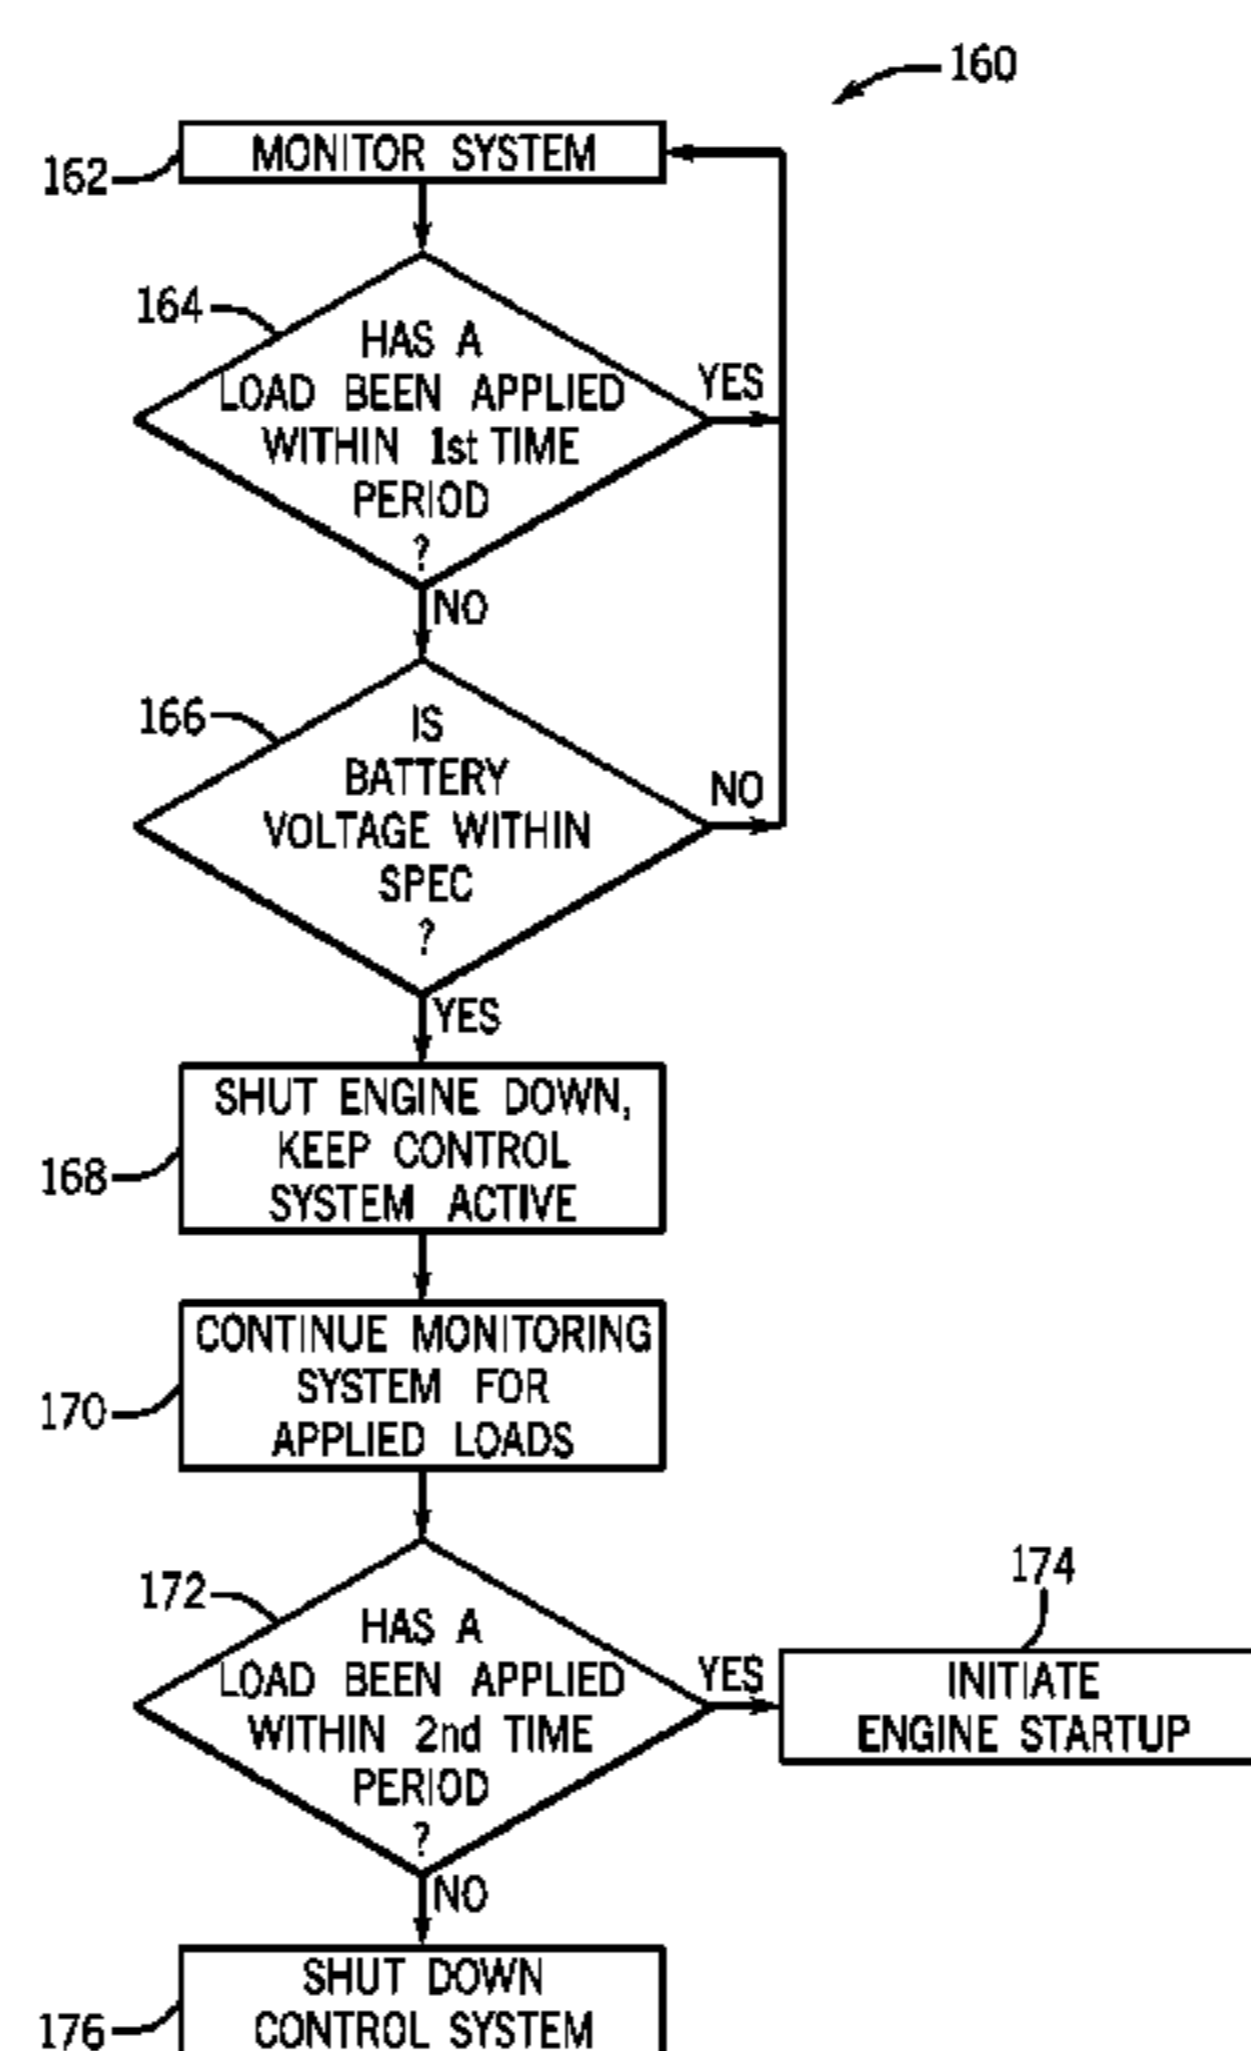 160
162
MONITOR SYSTEM
164
HAS A
LOAD BEEN APPLIED
WITHIN 1st TIME
PERIOD
?
YES
NO
166
IS
BATTERY
VOLTAGE WITHIN
SPEC
?
NO
YES
168
SHUT ENGINE DOWN,
KEEP CONTROL
SYSTEM ACTIVE
170
CONTINUE MONITORING
SYSTEM FOR
APPLIED LOADS
172
HAS A
LOAD BEEN APPLIED
WITHIN 2nd TIME
PERIOD
?
YES
174
INITIATE
ENGINE STARTUP
NO
176
SHUT DOWN
CONTROL SYSTEM